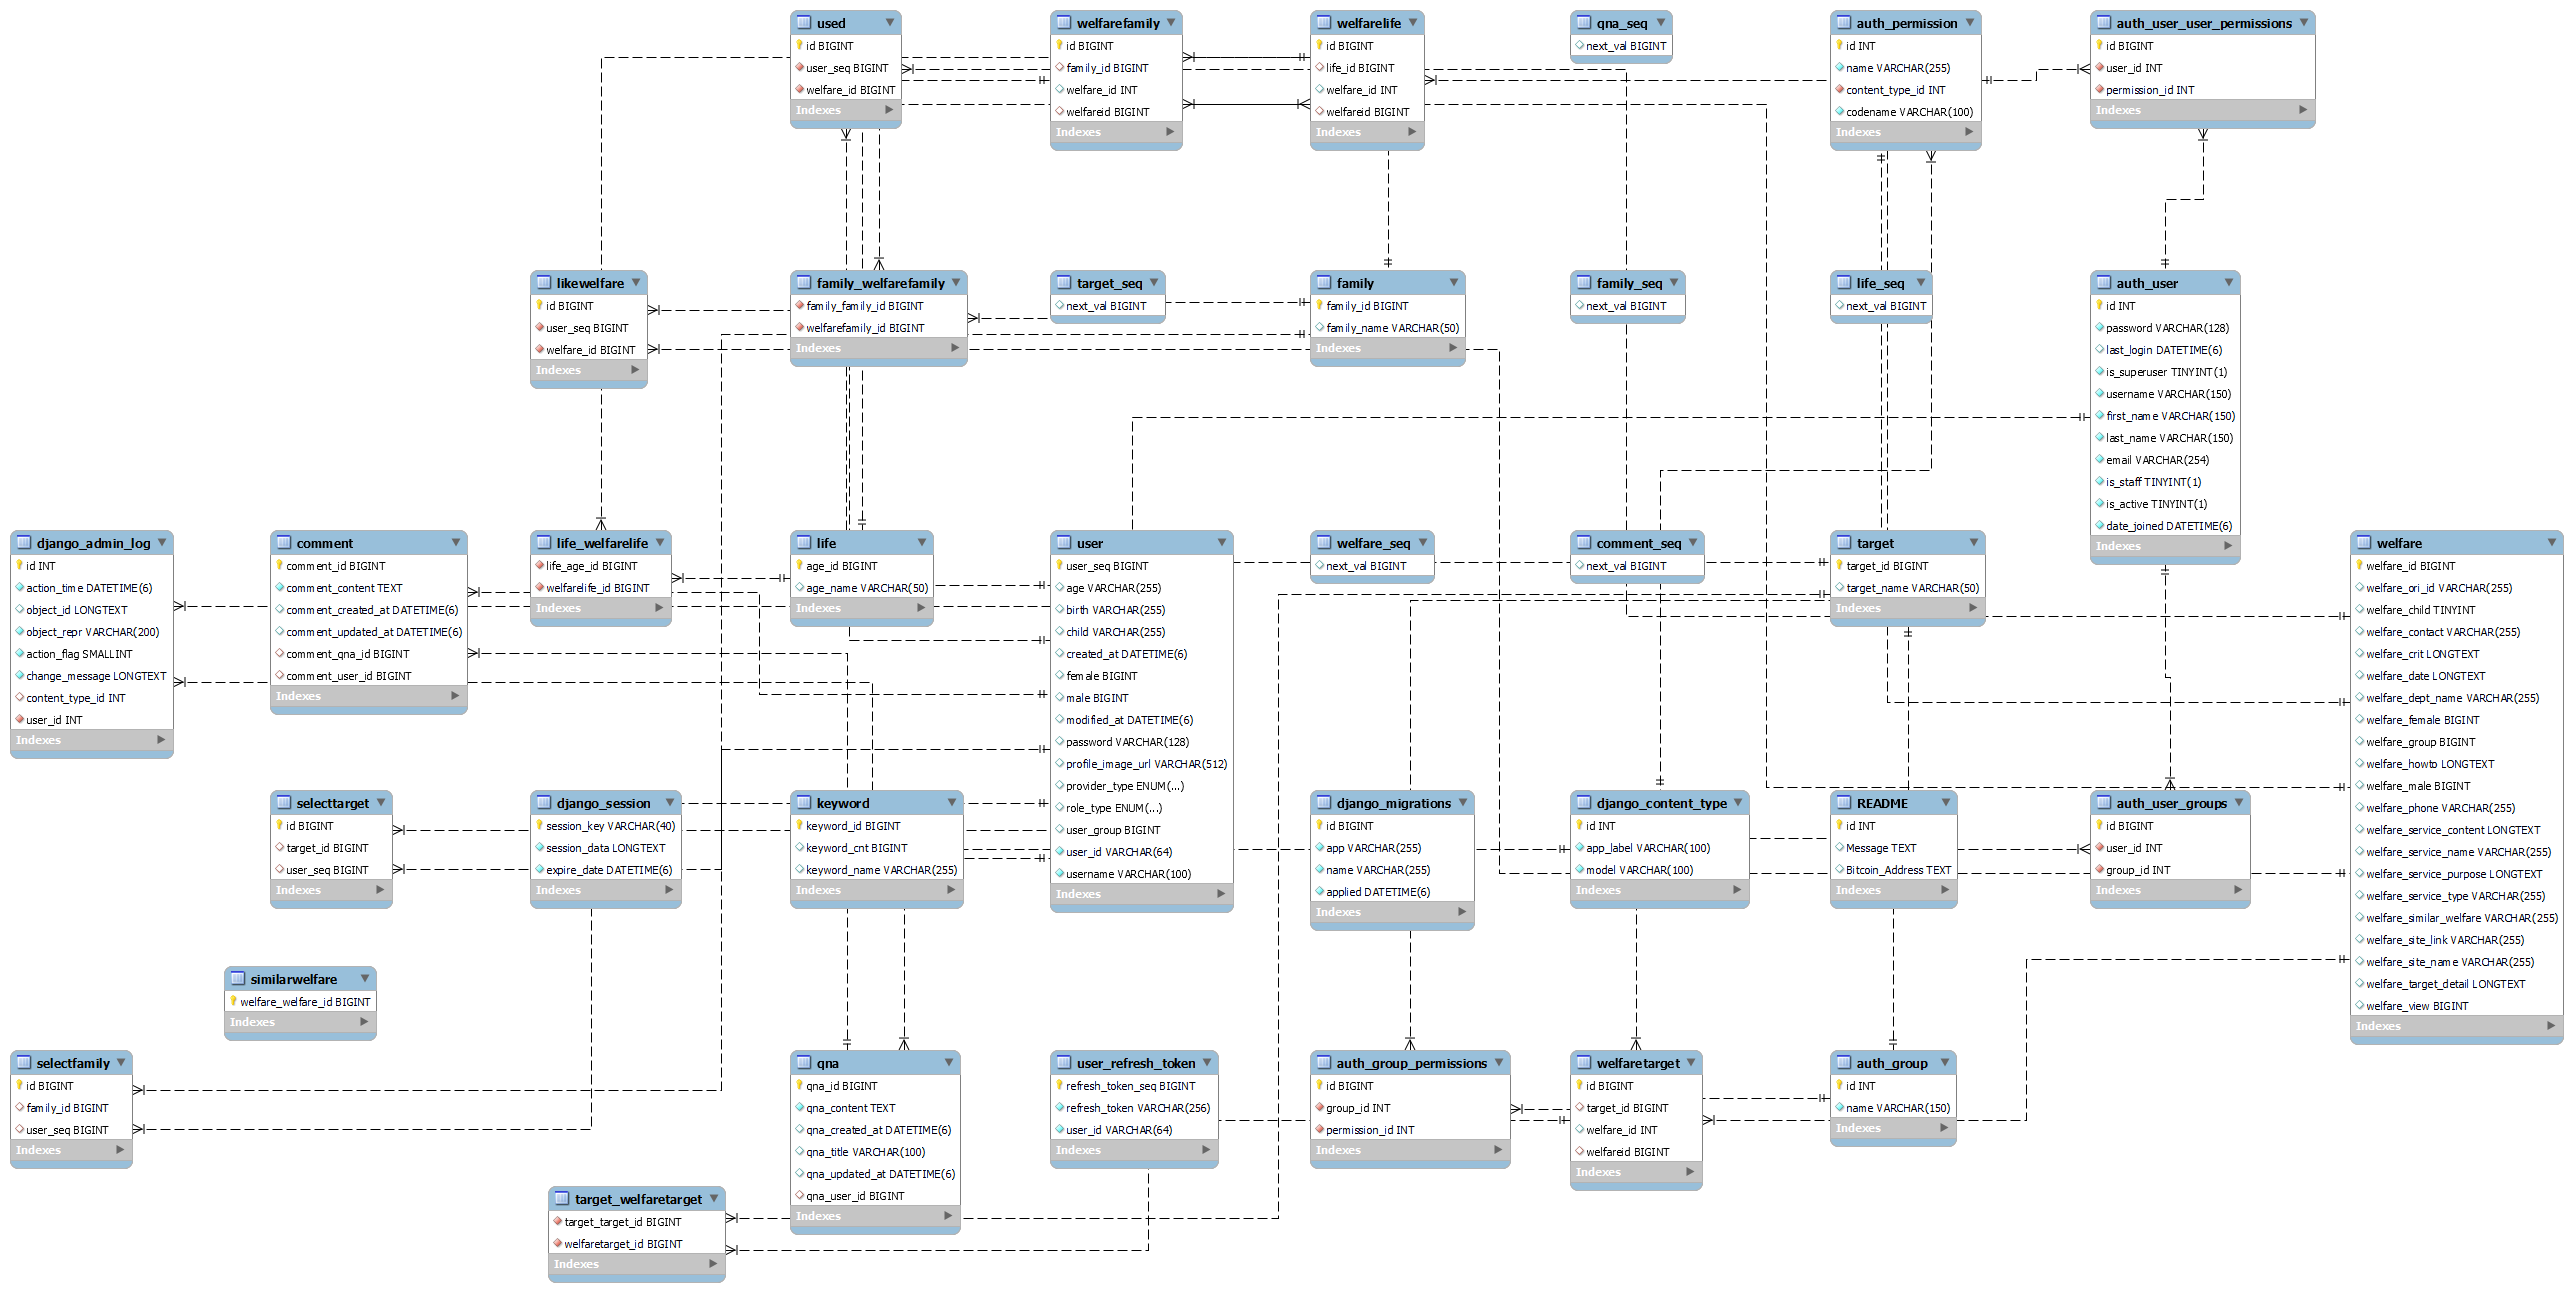 used
id BIGINT
user_seq BIGINT
welfare_id BIGINT
Indexes
welfarefamily
id BIGINT
family_id BIGINT
welfare_id INT
welfareid BIGINT
Indexes
welfarelife
id BIGINT
life_id BIGINT
welfare_id INT
welfareid BIGINT
Indexes
qna_seq
next_val BIGINT
auth_permission
id INT
name VARCHAR(255)
content_type_id INT
codename VARCHAR(100)
Indexes
auth_user_user_permissions
id BIGINT
user_id INT
permission_id INT
Indexes
likewelfare
id BIGINT
user_seq BIGINT
welfare_id BIGINT
Indexes
family_welfarefamily
family_family_id BIGINT
welfarefamily_id BIGINT
Indexes
target_seq
next_val BIGINT
family
family_id BIGINT
family_name VARCHAR(50)
Indexes
family_seq
next_val BIGINT
life_seq
next_val BIGINT
auth_user
id INT
password VARCHAR(128)
last_login DATETIME(6)
is_superuser TINYINT(1)
username VARCHAR(150)
first_name VARCHAR(150)
last_name VARCHAR(150)
email VARCHAR(254)
is_staff TINYINT(1)
is_active TINYINT(1)
date_joined DATETIME(6)
Indexes
django_admin_log
id INT
action_time DATETIME(6)
object_id LONGTEXT
object_repr VARCHAR(200)
action_flag SMALLINT
change_message LONGTEXT
content_type_id INT
user_id INT
Indexes
comment
comment_id BIGINT
comment_content TEXT
comment_created_at DATETIME(6)
comment_updated_at DATETIME(6)
comment_qna_id BIGINT
comment_user_id BIGINT
Indexes
life_welfarelife
life_age_id BIGINT
welfarelife_id BIGINT
Indexes
life
age_id BIGINT
age_name VARCHAR(50)
Indexes
user
user_seq BIGINT
age VARCHAR(255)
birth VARCHAR(255)
child VARCHAR(255)
created_at DATETIME(6)
female BIGINT
male BIGINT
modified_at DATETIME(6)
password VARCHAR(128)
profile_image_url VARCHAR(512)
provider_type ENUM(...)
role_type ENUM(...)
user_group BIGINT
user_id VARCHAR(64)
username VARCHAR(100)
Indexes
welfare_seq
next_val BIGINT
comment_seq
next_val BIGINT
target
target_id BIGINT
target_name VARCHAR(50)
Indexes
welfare
welfare_id BIGINT
welfare_ori_id VARCHAR(255)
welfare_child TINYINT
welfare_contact VARCHAR(255)
welfare_crit LONGTEXT
welfare_date LONGTEXT
welfare_dept_name VARCHAR(255)
welfare_female BIGINT
welfare_group BIGINT
welfare_howto LONGTEXT
welfare_male BIGINT
welfare_phone VARCHAR(255)
welfare_service_content LONGTEXT
welfare_service_name VARCHAR(255)
welfare_service_purpose LONGTEXT
welfare_service_type VARCHAR(255)
welfare_similar_welfare VARCHAR(255)
welfare_site_link VARCHAR(255)
welfare_site_name VARCHAR(255)
welfare_target_detail LONGTEXT
welfare_view BIGINT
Indexes
selecttarget
id BIGINT
target_id BIGINT
user_seq BIGINT
Indexes
django_session
session_key VARCHAR(40)
session_data LONGTEXT
expire_date DATETIME(6)
Indexes
keyword
keyword_id BIGINT
keyword_cnt BIGINT
keyword_name VARCHAR(255)
Indexes
django_migrations
id BIGINT
app VARCHAR(255)
name VARCHAR(255)
applied DATETIME(6)
Indexes
django_content_type
id INT
app_label VARCHAR(100)
model VARCHAR(100)
Indexes
README
id INT
Message TEXT
Bitcoin_Address TEXT
Indexes
auth_user_groups
id BIGINT
user_id INT
group_id INT
Indexes
similarwelfare
welfare_welfare_id BIGINT
Indexes
selectfamily
id BIGINT
family_id BIGINT
user_seq BIGINT
Indexes
qna
qna_id BIGINT
qna_content TEXT
qna_created_at DATETIME(6)
qna_title VARCHAR(100)
qna_updated_at DATETIME(6)
qna_user_id BIGINT
Indexes
user_refresh_token
refresh_token_seq BIGINT
refresh_token VARCHAR(256)
user_id VARCHAR(64)
Indexes
auth_group_permissions
id BIGINT
group_id INT
permission_id INT
Indexes
welfaretarget
id BIGINT
target_id BIGINT
welfare_id INT
welfareid BIGINT
Indexes
auth_group
id INT
name VARCHAR(150)
Indexes
target_welfaretarget
target_target_id BIGINT
welfaretarget_id BIGINT
Indexes